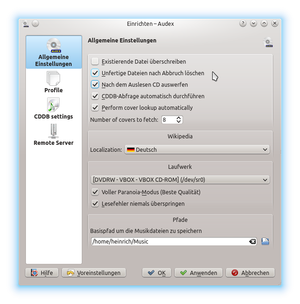 Einrichten – Audex
Allgemeine Einstellungen
Profile
CDDB settings
Remote Server
Allgemeine Einstellungen
Existierende Datei überschreiben
Unfertige Dateien nach Abbruch löschen
Nach dem Auslesen CD auswerfen
CDDB-Abfrage automatisch durchführen
Perform cover lookup automatically
Number of covers to fetch: 8
Wikipedia
Localization: Deutsch
Laufwerk
[DVDRW - VBOX - VBOX CD-ROM] (/dev/sr0)
Voller Paranoia-Modus (Beste Qualität)
Lesefehler niemals überspringen
Pfade
Basispfad um die Musikdateien zu speichern
/home/heinrich/Music
Hilfe
Voreinstellungen
OK
Anwenden
Abbrechen